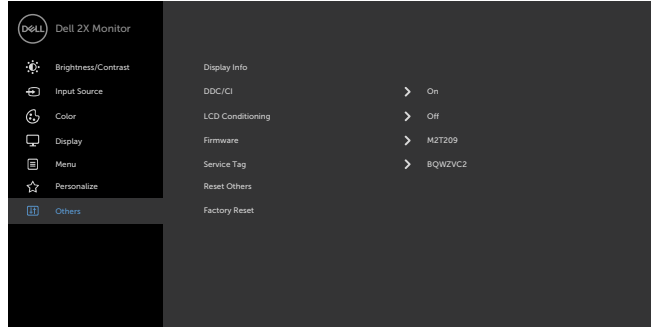 DELL Dell 2X Monitor
Brightness/Contrast
Input Source
Color
Display
Menu
Personalize
Others
Display Info
DDC/CI > On
LCD Conditioning > Off
Firmware > M2T209
Service Tag > BQWZVC2
Reset Others
Factory Reset